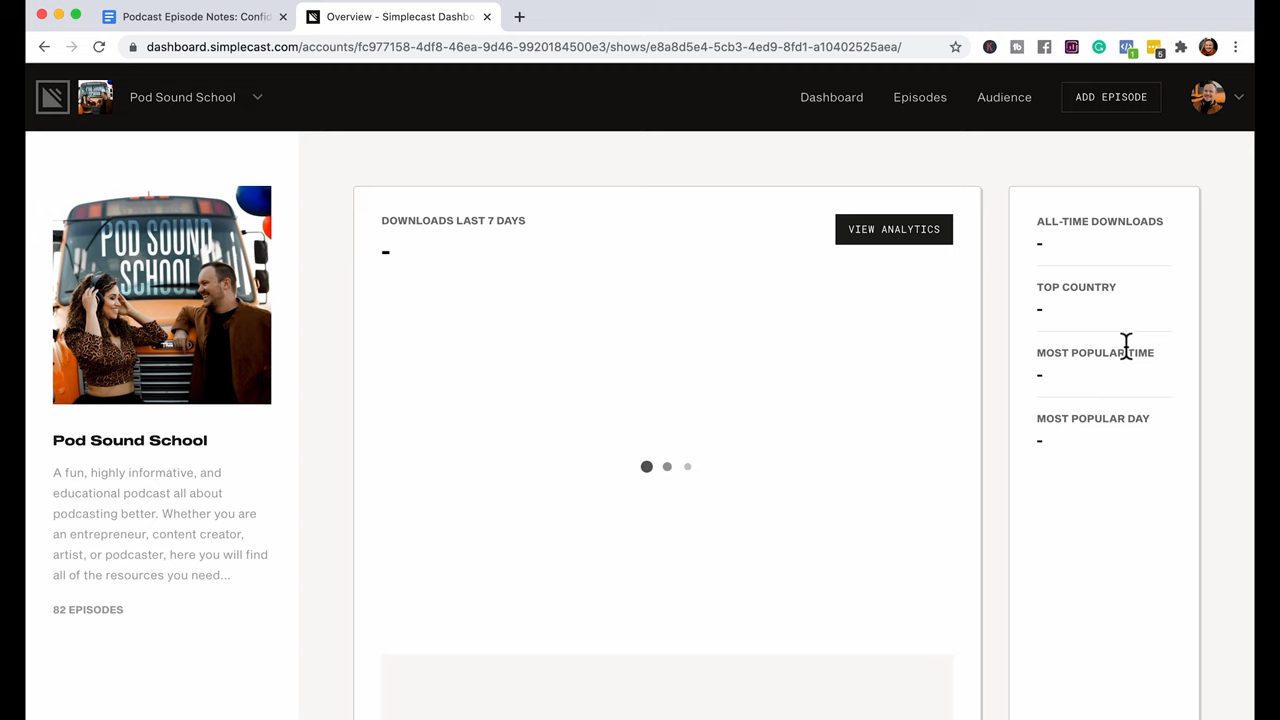 Podcast Episode Notes: Confid
Overview - Simplecast Dashbo
dashboard.simplecast.com/accounts/fc977158-4df8-46ea-9d46-9920184500e3/shows/e8a8d5e4-5cb3-4ed9-8fd1-a10402525aea/
1
5
Pod Sound School
Dashboard
Episodes
Audience
ADD EPISODE
POD SOUND
SCHOOL
Pod Sound School
A fun, highly informative, and
educational podcast all about
podcasting better. Whether you are
an entrepreneur, content creator,
artist, or podcaster, here you will find
all of the resources you need...
82 EPISODES
DOWNLOADS LAST 7 DAYS
-
VIEW ANALYTICS
ALL-TIME DOWNLOADS
-
TOP COUNTRY
-
MOST POPULAR TIME
-
MOST POPULAR DAY
-